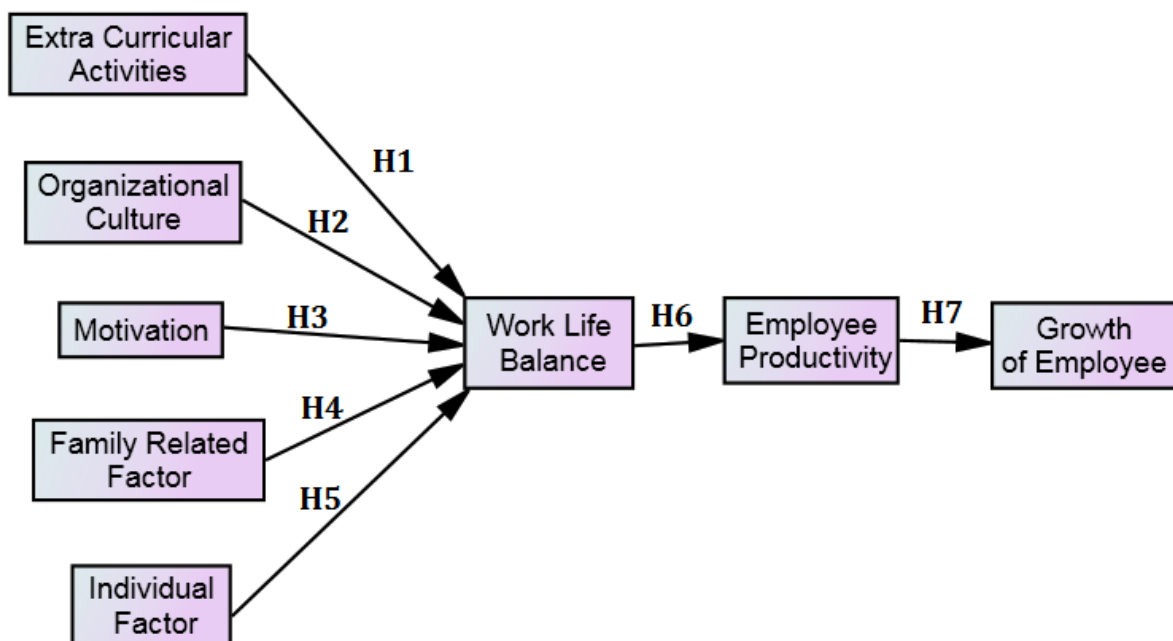 Extra Curricular
Activities
H1
Organizational
Culture
H2
Motivation
H3
Work Life
Balance
H6
Employee
Productivity
H7
Growth
of Employee
H4
Family Related
Factor
H5
Individual
Factor